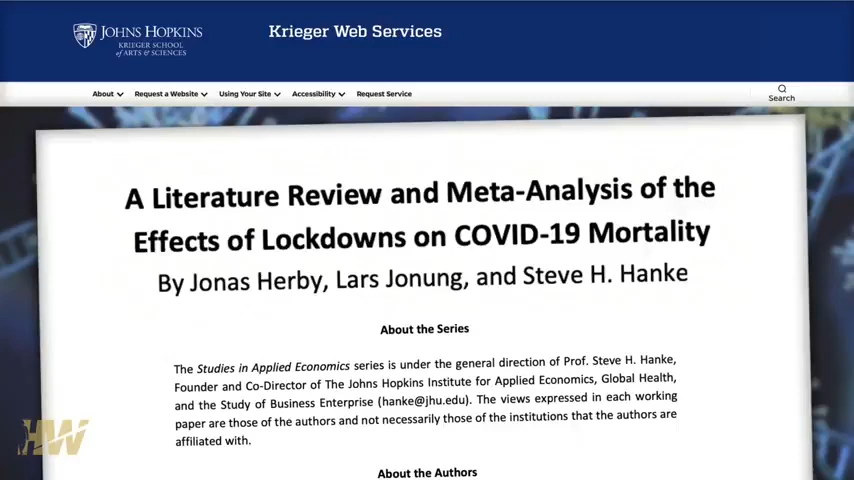 JOHNS HOPKINS
KRIEGER SCHOOL
of ARTS & SCIENCES
Krieger Web Services
About
Request a Website
Using Your Site
Accessibility
Request Service
Search
A Literature Review and Meta-Analysis of the
Effects of Lockdowns on COVID-19 Mortality
By Jonas Herby, Lars Jonung, and Steve H. Hanke
About the Series
The Studies in Applied Economics series is under the general direction of Prof. Steve H. Hanke,
Founder and Co-Director of The Johns Hopkins Institute for Applied Economics, Global Health,
and the Study of Business Enterprise (hanke@jhu.edu). The views expressed in each working
paper are those of the authors and not necessarily those of the institutions that the authors are
affiliated with.
About the Authors
HW